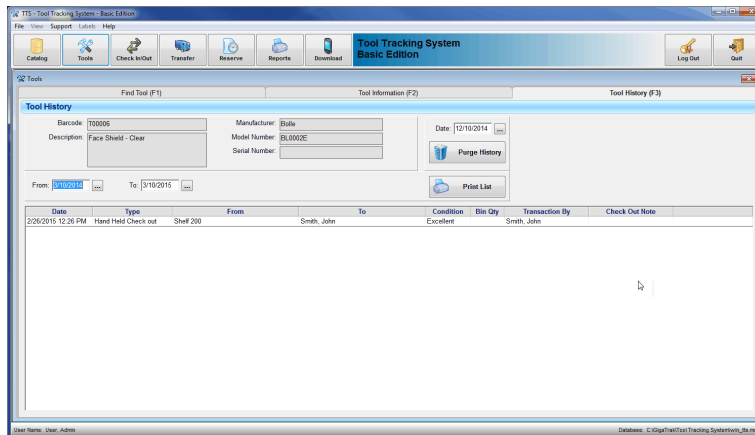 TTS - Tool Tracking System - Basic Edition
File View Support Labels Help
Catalog Tools Check In/Out Transfer Reserve Reports Download Tool Tracking System Log Out Quit
Basic Edition
Tools
Find Tool (F1) Tool Information (F2) Tool History (F3)
Tool History
Barcode: T00006 Manufacturer: Bolle Date: 12/10/2014 ...
Description: Face Shield - Clear Model Number: BL0002E
Serial Number: Purge History
From: 3/10/2014 ... To: 3/10/2015 ... Print List
Date Type From To Condition Bin Qty Transaction By Check Out Note
2/26/2015 12:26 PM Hand Held Check out Shelf 200 Smith, John Excellent Smith, John
User Name: User, Admin Database: C:\GigaTrak\Tool Tracking System\win_tts.m